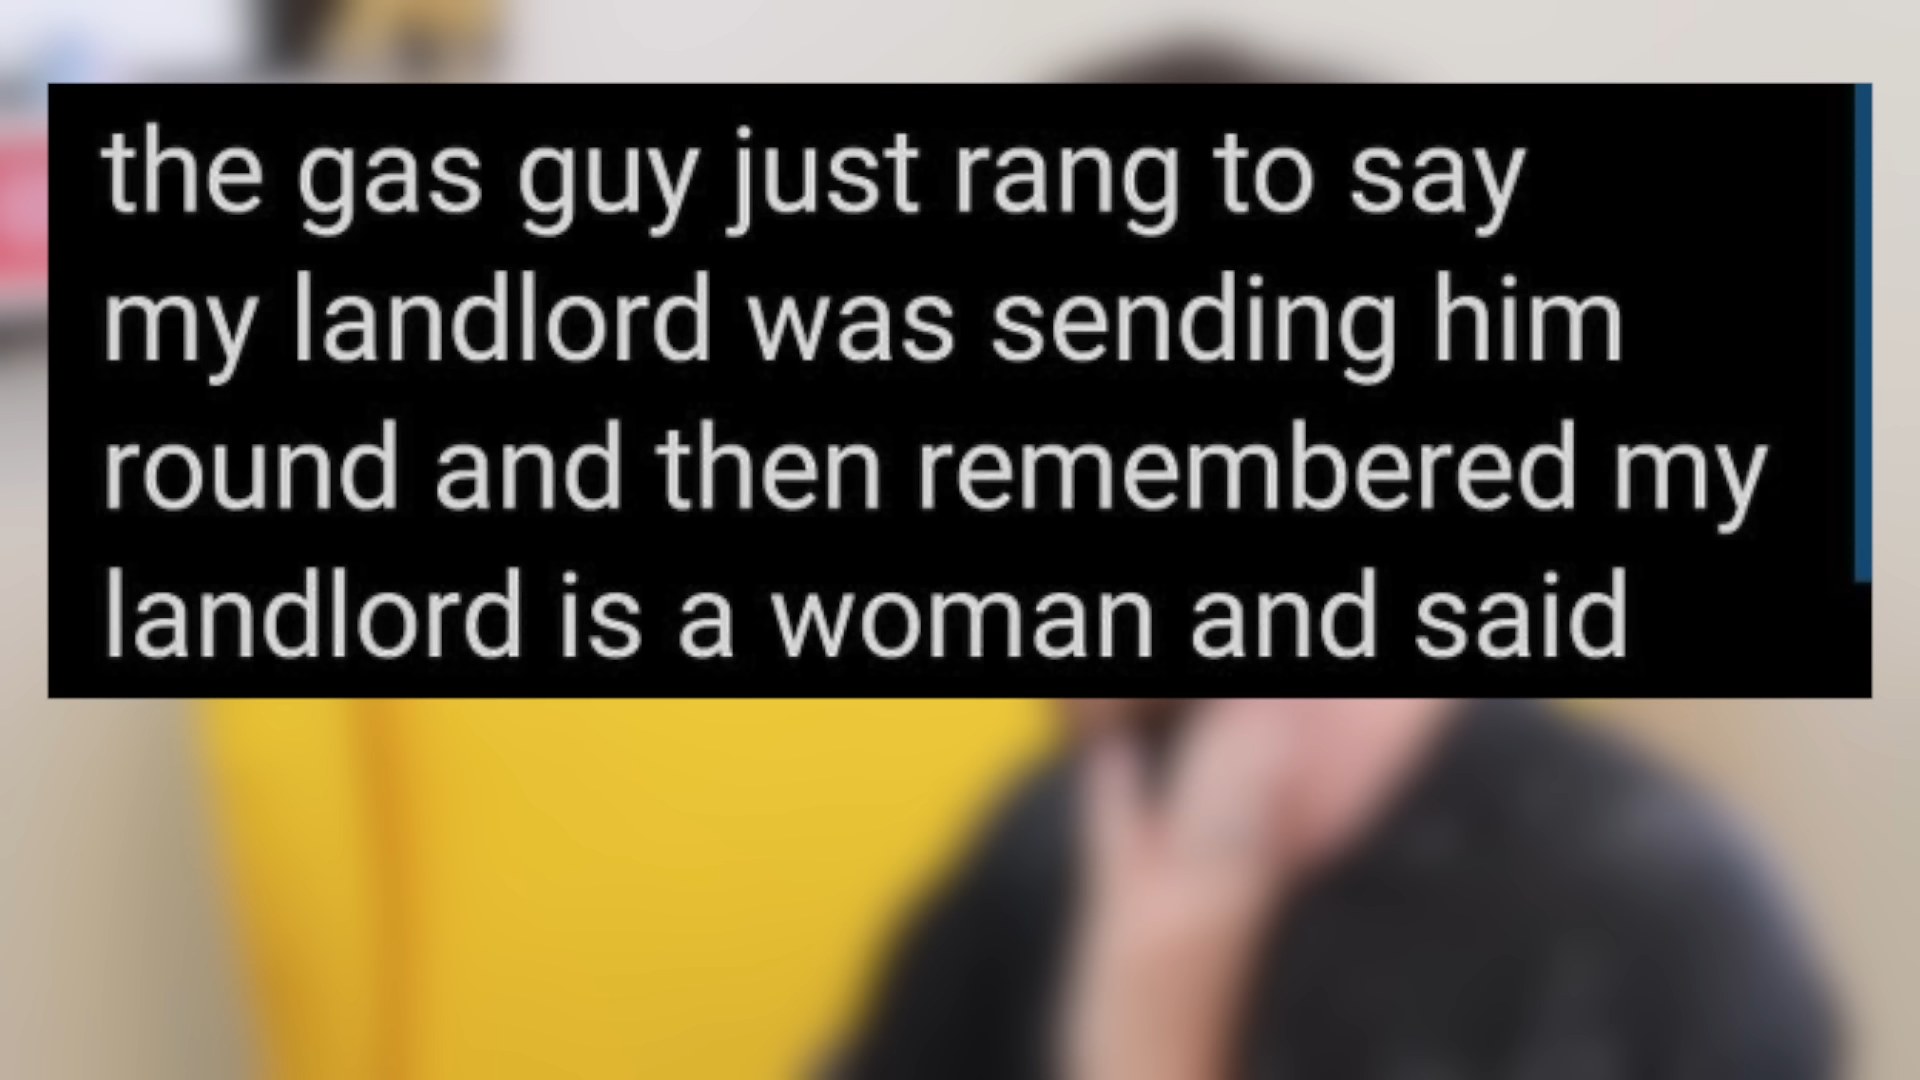 the gas guy just rang to say
my landlord was sending him
round and then remembered my
landlord is a woman and said